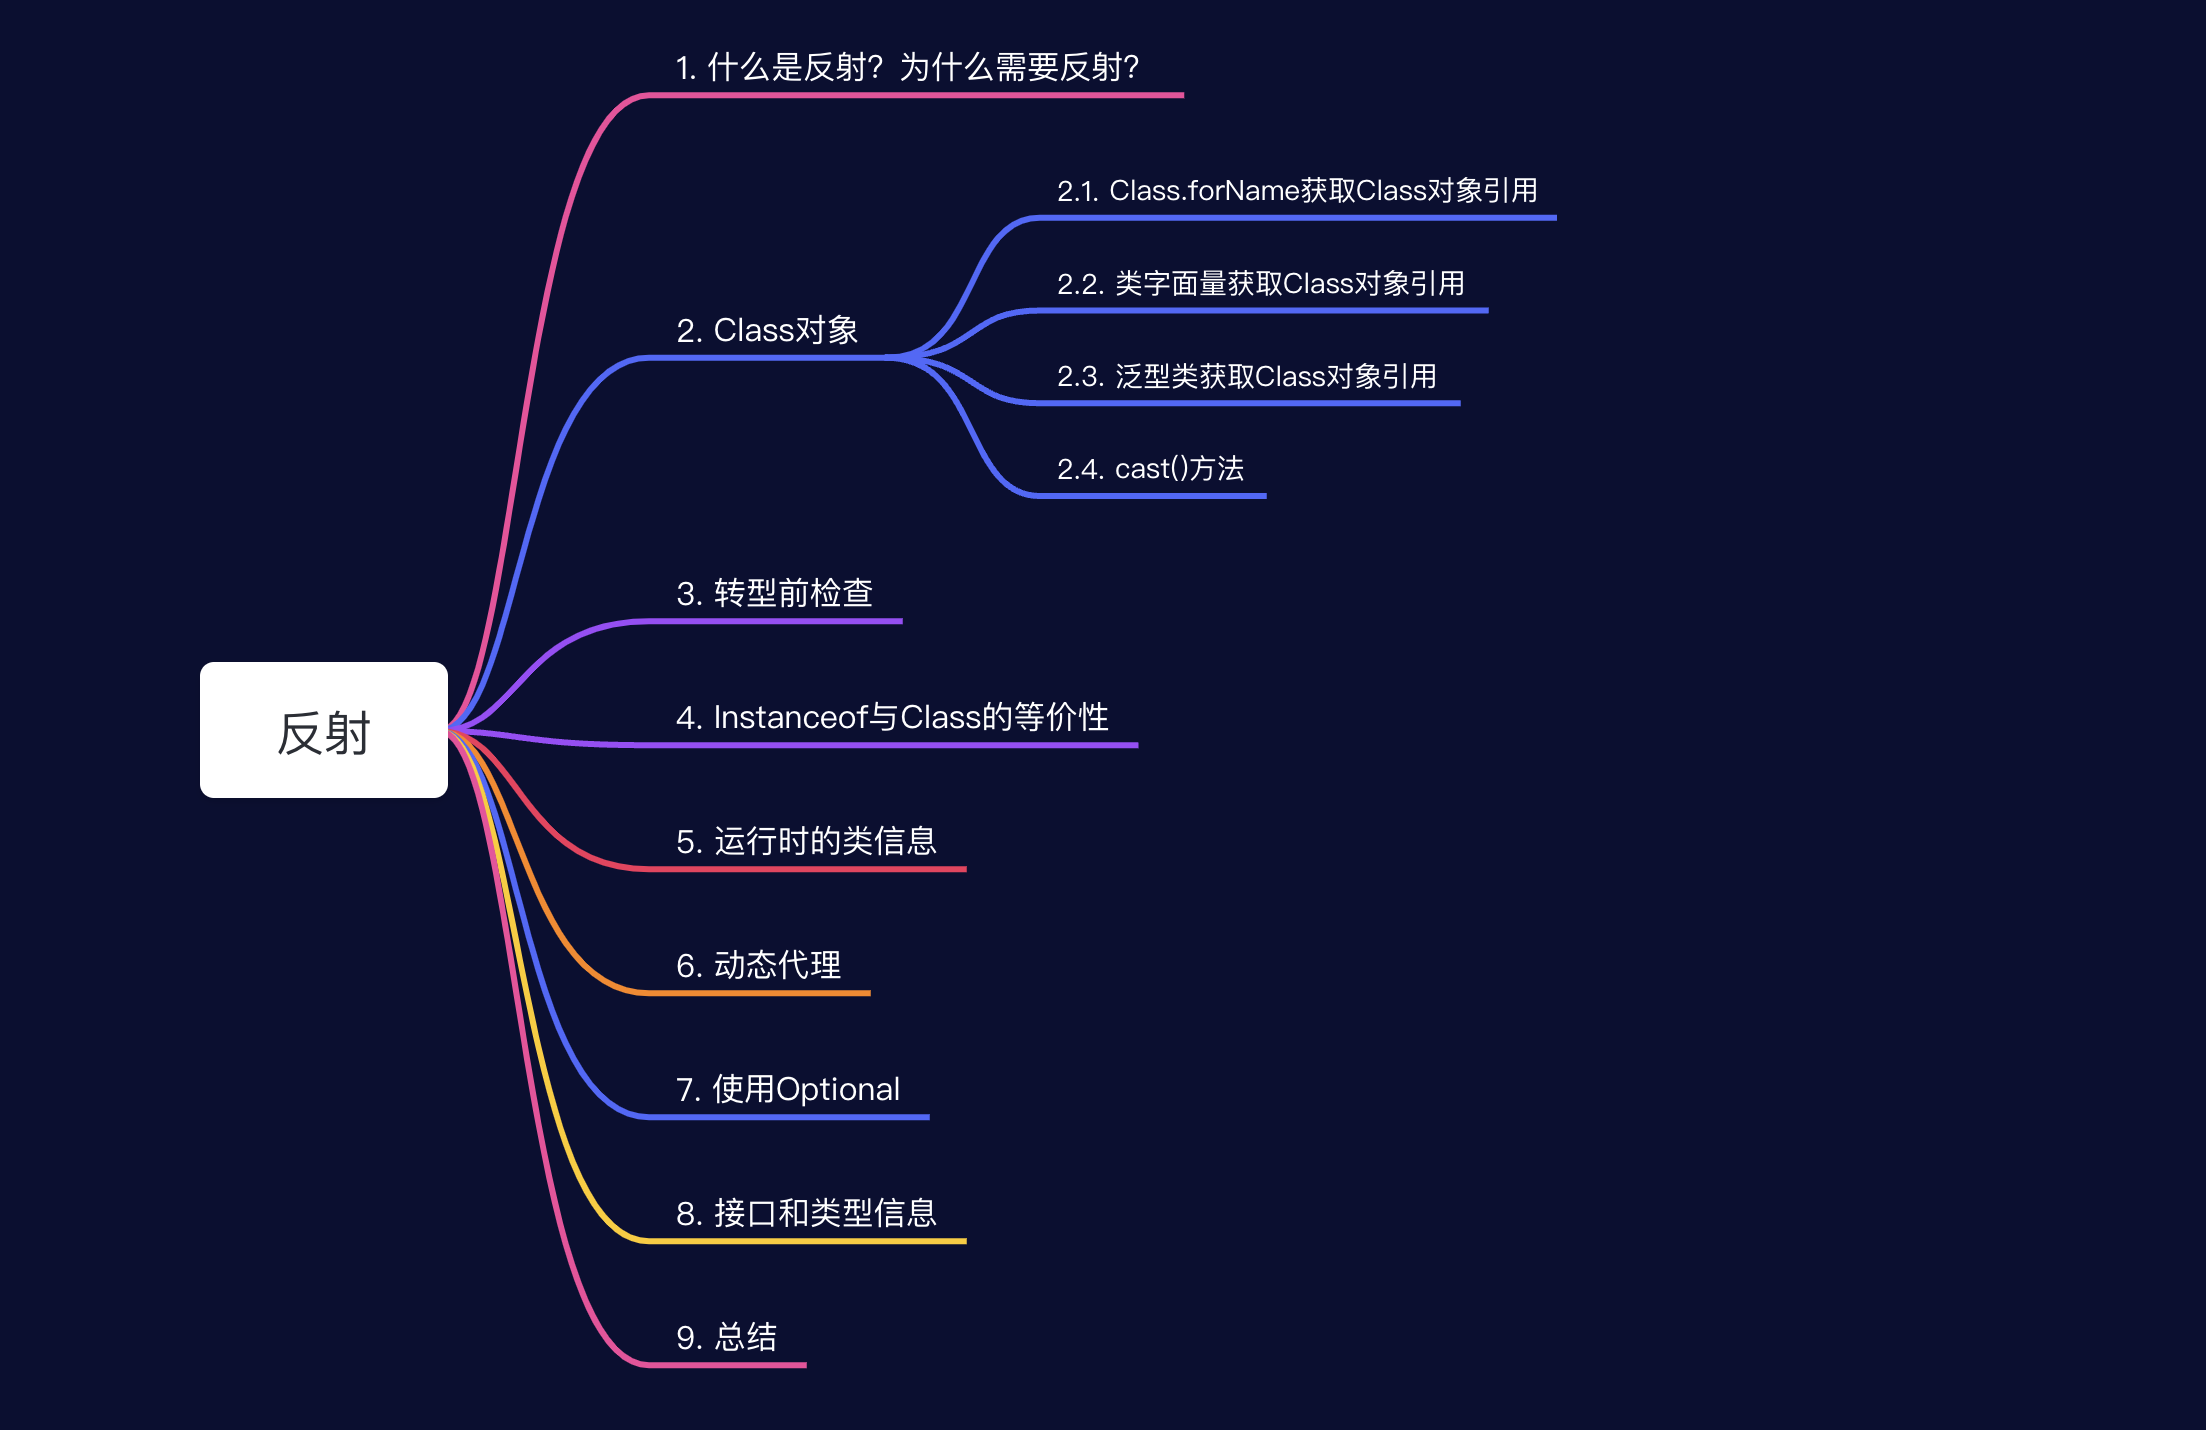 1. 什么是反射？为什么需要反射？
2. Class对象
2.1. Class.forName获取Class对象引用
2.2. 类字面量获取Class对象引用
2.3. 泛型类获取Class对象引用
2.4. cast()方法
3. 转型前检查
反射
4. Instanceof与Class的等价性
5. 运行时的类信息
6. 动态代理
7. 使用Optional
8. 接口和类型信息
9. 总结